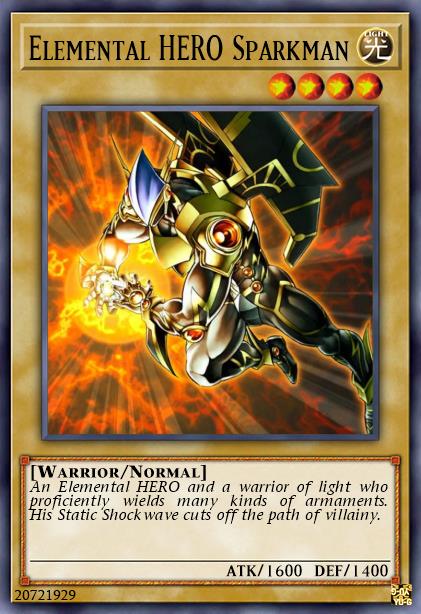 ELEMENTAL HERO SPARKMAN
LIGHT
光
[WARRIOR/NORMAL]
An Elemental HERO and a warrior of light who
proficiently wields many kinds of armaments.
His Static Shockwave cuts off the path of villainy.
ATK/1600 DEF/1400
20721929